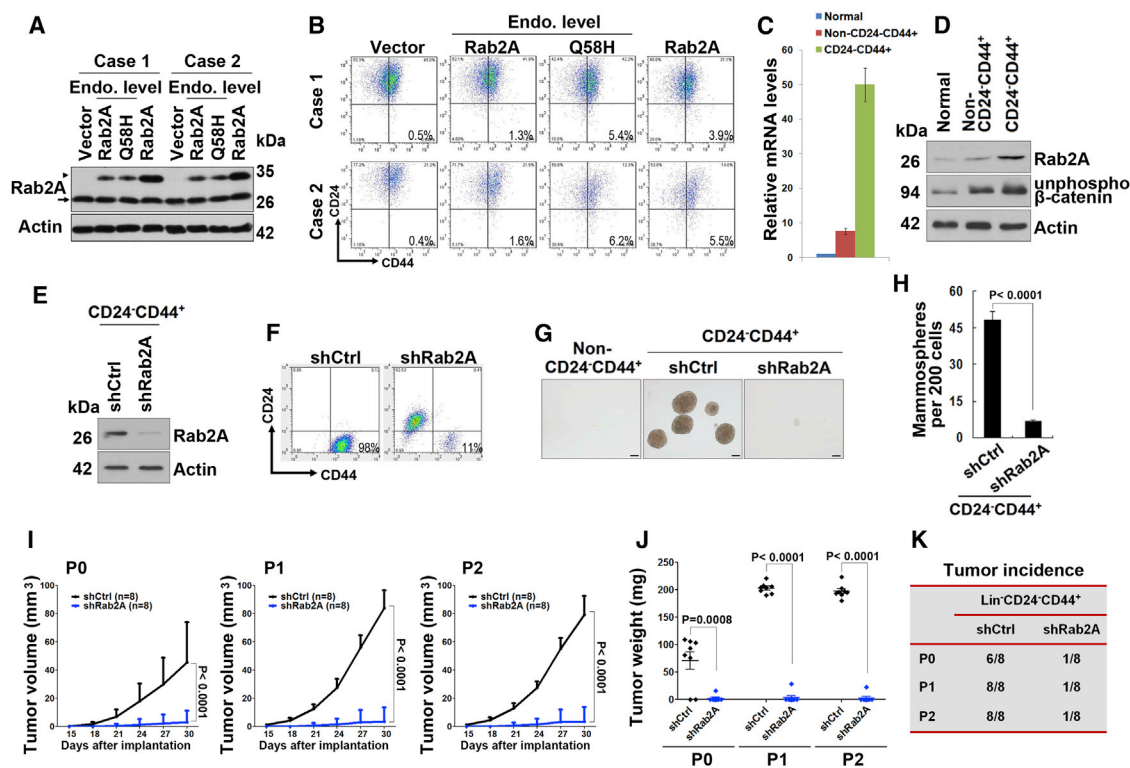 A
Case 1 Case 2
Endo. level Endo. level
Vector Rab2A Q58H Rab2A Vector Rab2A Q58H Rab2A kDa
Rab2A 35
26
Actin 42
B
Endo. level
Vector Rab2A Q58H Rab2A
Case 1
0.5% 1.3% 5.4% 3.9%
Case 2
0.4% 1.6% 6.2% 5.5%
CD24
CD44
C
Normal
Non-CD24-CD44+
CD24-CD44+
Relative mRNA levels
60
50
40
30
20
10
0
D
Normal Non-CD24-CD44+ CD24-CD44+
kDa
26 Rab2A
94 unphospho β-catenin
42 Actin
E
CD24-CD44+
shCtrl shRab2A
kDa
26 Rab2A
42 Actin
F
shCtrl shRab2A
98% 11%
CD24
CD44
G
Non-CD24-CD44+
CD24-CD44+
shCtrl shRab2A
H
P< 0.0001
Mammospheres per 200 cells
60
45
30
15
0
shCtrl shRab2A
CD24-CD44+
I
P0
Tumor volume (mm3)
100
80
60
40
20
0
shCtrl (n=8)
shRab2A (n=8)
P< 0.0001
15 18 21 24 27 30
Days after implantation
P1
Tumor volume (mm3)
100
80
60
40
20
0
shCtrl (n=8)
shRab2A (n=8)
P< 0.0001
15 18 21 24 27 30
Days after implantation
P2
Tumor volume (mm3)
100
80
60
40
20
0
shCtrl (n=8)
shRab2A (n=8)
P< 0.0001
15 18 21 24 27 30
Days after implantation
J
Tumor weight (mg)
P< 0.0001 P< 0.0001
P=0.0008
200
150
100
50
0
shCtrl shRab2A shCtrl shRab2A shCtrl shRab2A
P0 P1 P2
K
Tumor incidence
Lin-CD24-CD44+
shCtrl shRab2A
P0 6/8 1/8
P1 8/8 1/8
P2 8/8 1/8